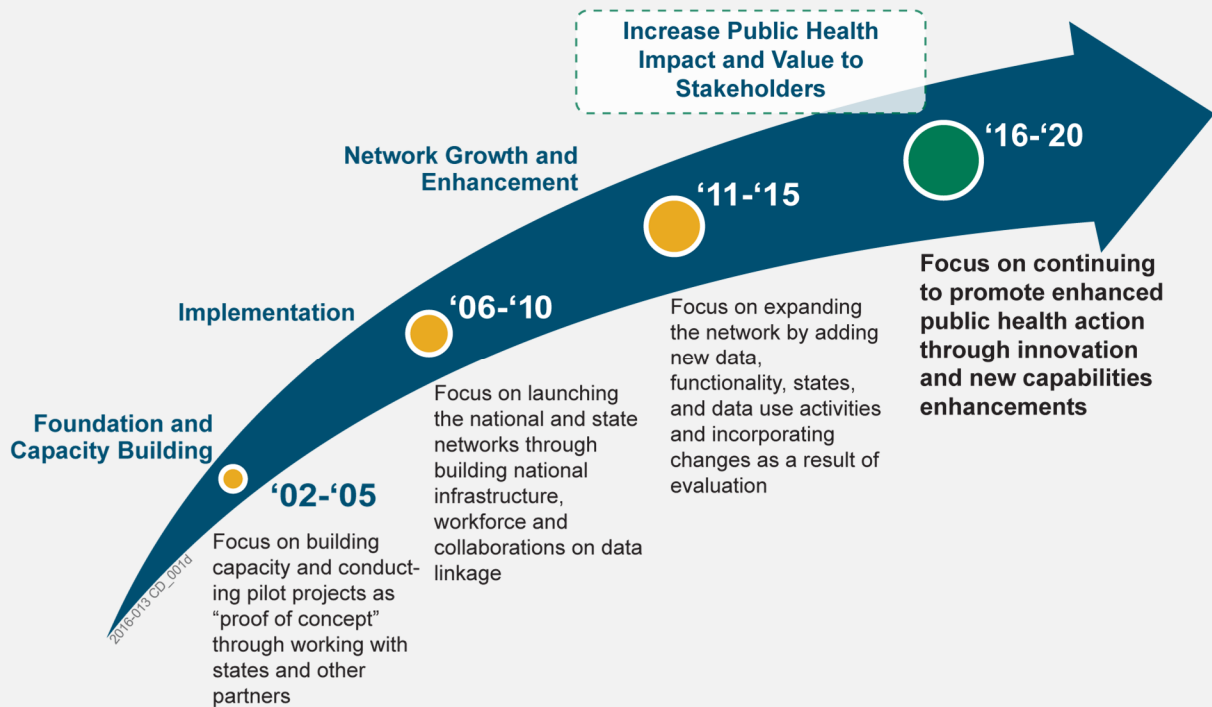 Foundation and
Capacity Building
‘02-‘05
Focus on building
capacity and conduct-
ing pilot projects as
“proof of concept”
through working with
states and other
partners
Implementation
‘06-‘10
Focus on launching
the national and state
networks through
building national
infrastructure,
workforce and
collaborations on data
linkage
Network Growth and
Enhancement
‘11-‘15
Focus on expanding
the network by adding
new data,
functionality, states,
and data use activities
and incorporating
changes as a result of
evaluation
Increase Public Health
Impact and Value to
Stakeholders
‘16-‘20
Focus on continuing
to promote enhanced
public health action
through innovation
and new capabilities
enhancements
2016-013 CD_001d